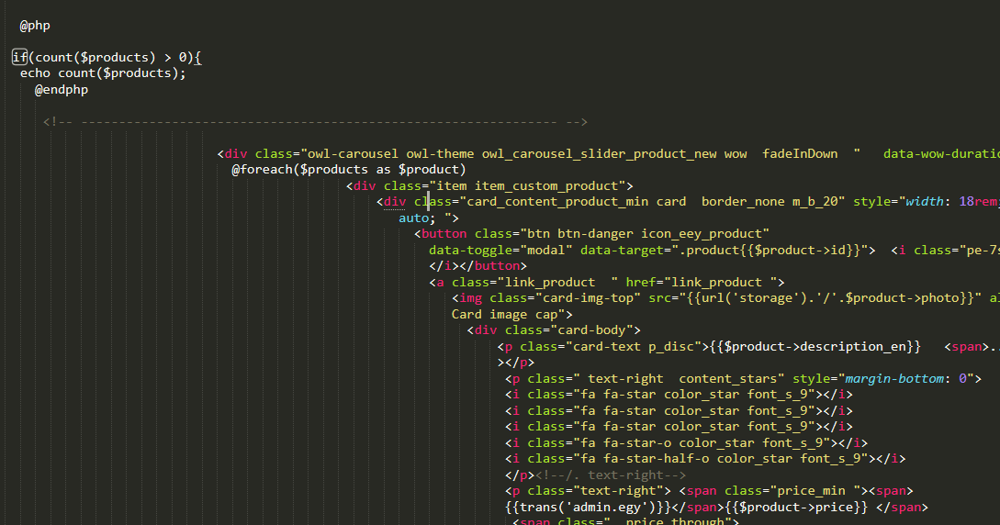 @php
if(count($products) > 0){
echo count($products);
@endphp
<!-- --------------------------------------------------------------- -->
<div class="owl-carousel owl-theme owl_carousel_slider_product_new wow  fadeInDown  "   data-wow-duratio
@foreach($products as $product)
<div class="item item_custom_product">
<div class="card_content_product_min card  border_none m_b_20" style="width: 18rem;
auto; ">
<button class="btn btn-danger icon_eey_product"
data-toggle="modal" data-target=".product{{$product->id}}">  <i class="pe-7s
</i></button>
<a class="link_product  " href="link_product ">
<img class="card-img-top" src="{{url('storage').'/'.$product->photo}}" al
Card image cap">
<div class="card-body">
<p class="card-text p_disc">{{$product->description_en}}   <span>..
></p>
<p class=" text-right  content_stars" style="margin-bottom: 0">
<i class="fa fa-star color_star font_s_9"></i>
<i class="fa fa-star color_star font_s_9"></i>
<i class="fa fa-star color_star font_s_9"></i>
<i class="fa fa-star-o color_star font_s_9"></i>
<i class="fa fa-star-half-o color_star font_s_9"></i>
</p><!--/. text-right-->
<p class="text-right"> <span class="price_min "><span>
{{trans('admin.egy')}}</span>{{$product->price}} </span>
<span class="  price_through">